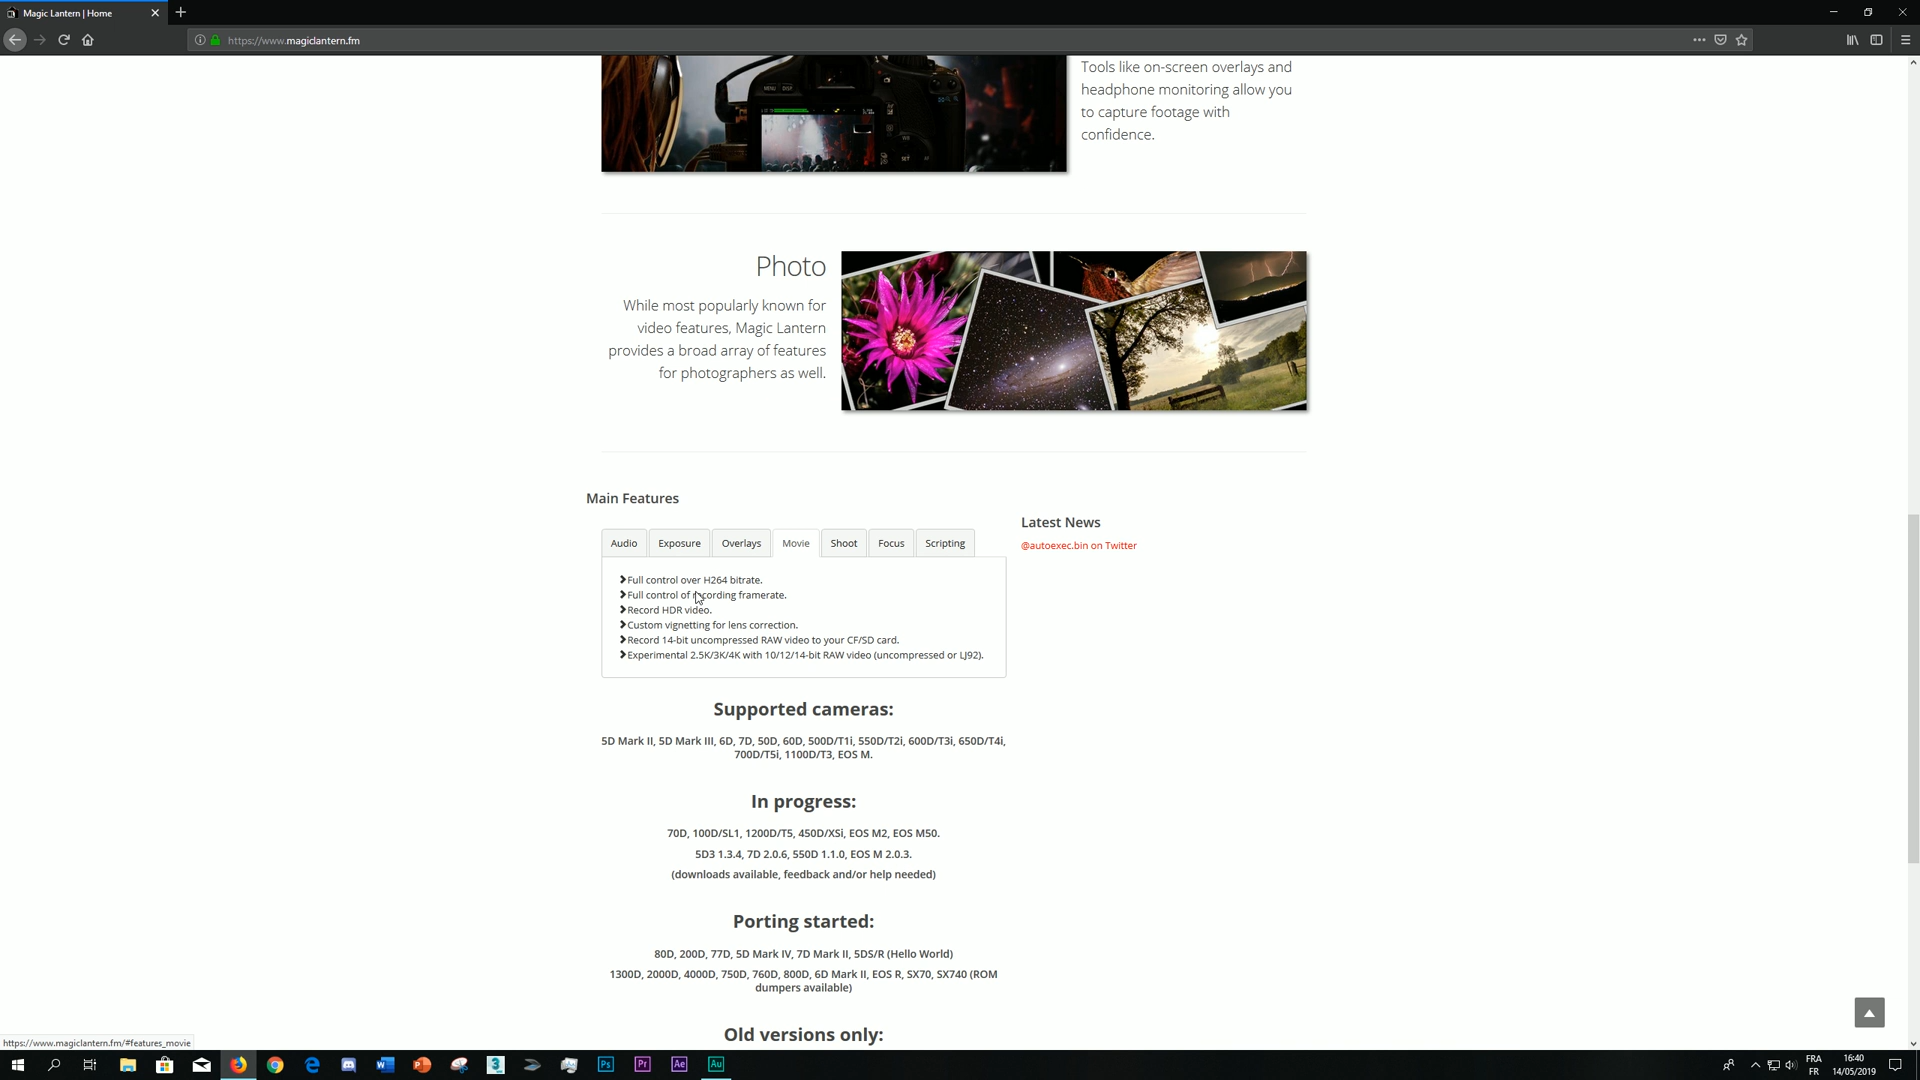 Magic Lantern | Home
https://www.magiclantern.fm
Tools like on-screen overlays and
headphone monitoring allow you
to capture footage with
confidence.
Photo
While most popularly known for
video features, Magic Lantern
provides a broad array of features
for photographers as well.
Main Features
Audio Exposure Overlays Movie Shoot Focus Scripting
Full control over H264 bitrate.
Full control of recording framerate.
Record HDR video.
Custom vignetting for lens correction.
Record 14-bit uncompressed RAW video to your CF/SD card.
Experimental 2.5K/3K/4K with 10/12/14-bit RAW video (uncompressed or LJ92).
Latest News
@autoexec.bin on Twitter
Supported cameras:
5D Mark II, 5D Mark III, 6D, 7D, 50D, 60D, 500D/T1i, 550D/T2i, 600D/T3i, 650D/T4i,
700D/T5i, 1100D/T3, EOS M.
In progress:
70D, 100D/SL1, 1200D/T5, 450D/XSi, EOS M2, EOS M50.
5D3 1.3.4, 7D 2.0.6, 550D 1.1.0, EOS M 2.0.3.
(downloads available, feedback and/or help needed)
Porting started:
80D, 200D, 77D, 5D Mark IV, 7D Mark II, 5DS/R (Hello World)
1300D, 2000D, 4000D, 750D, 760D, 800D, 6D Mark II, EOS R, SX70, SX740 (ROM
dumpers available)
Old versions only:
https://www.magiclantern.fm/#features_movie
Ps Pr Ae Au
FRA
FR
16:40
14/05/2019